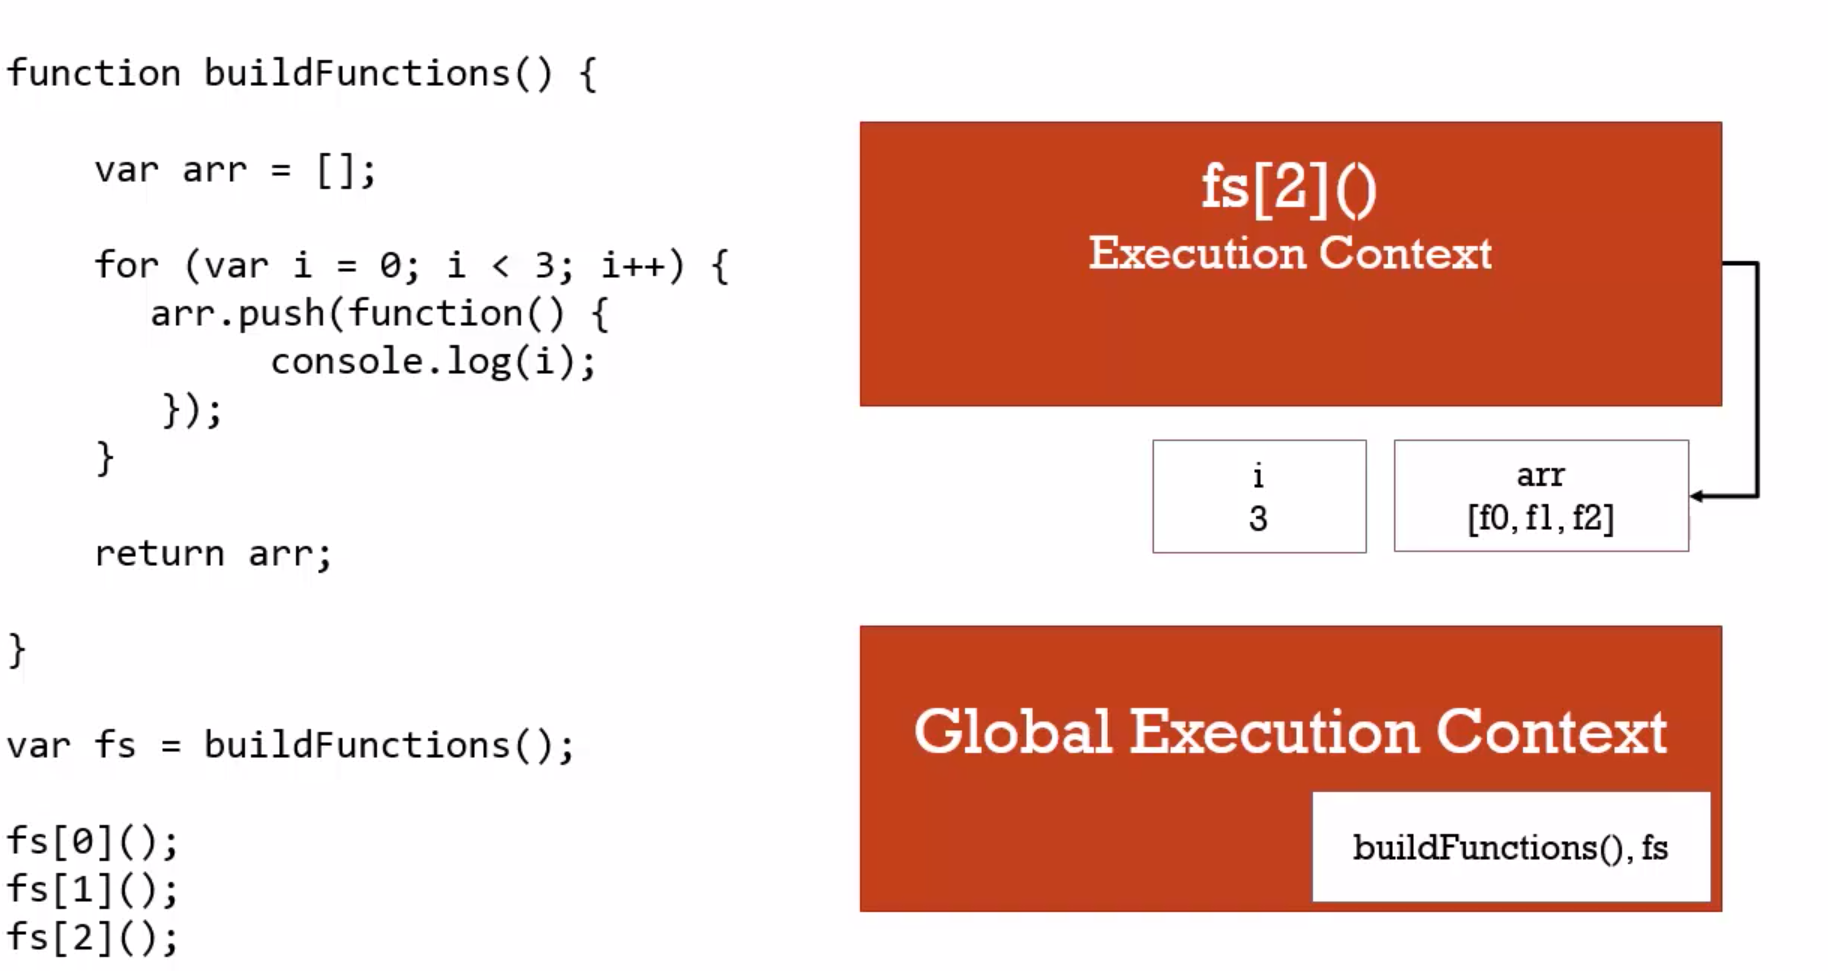 function buildFunctions() {
var arr = [];
for (var i = 0; i < 3; i++) {
arr.push(function() {
console.log(i);
});
}
return arr;
}
var fs = buildFunctions();
fs[0]();
fs[1]();
fs[2]();
fs[2]()
Execution Context
i
3
arr
[f0, f1, f2]
Global Execution Context
buildFunctions(), fs